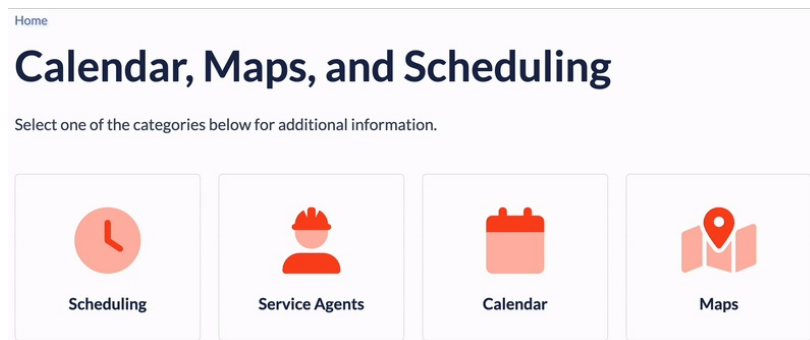 Home
Calendar, Maps, and Scheduling
Select one of the categories below for additional information.
Scheduling
Service Agents
Calendar
Maps